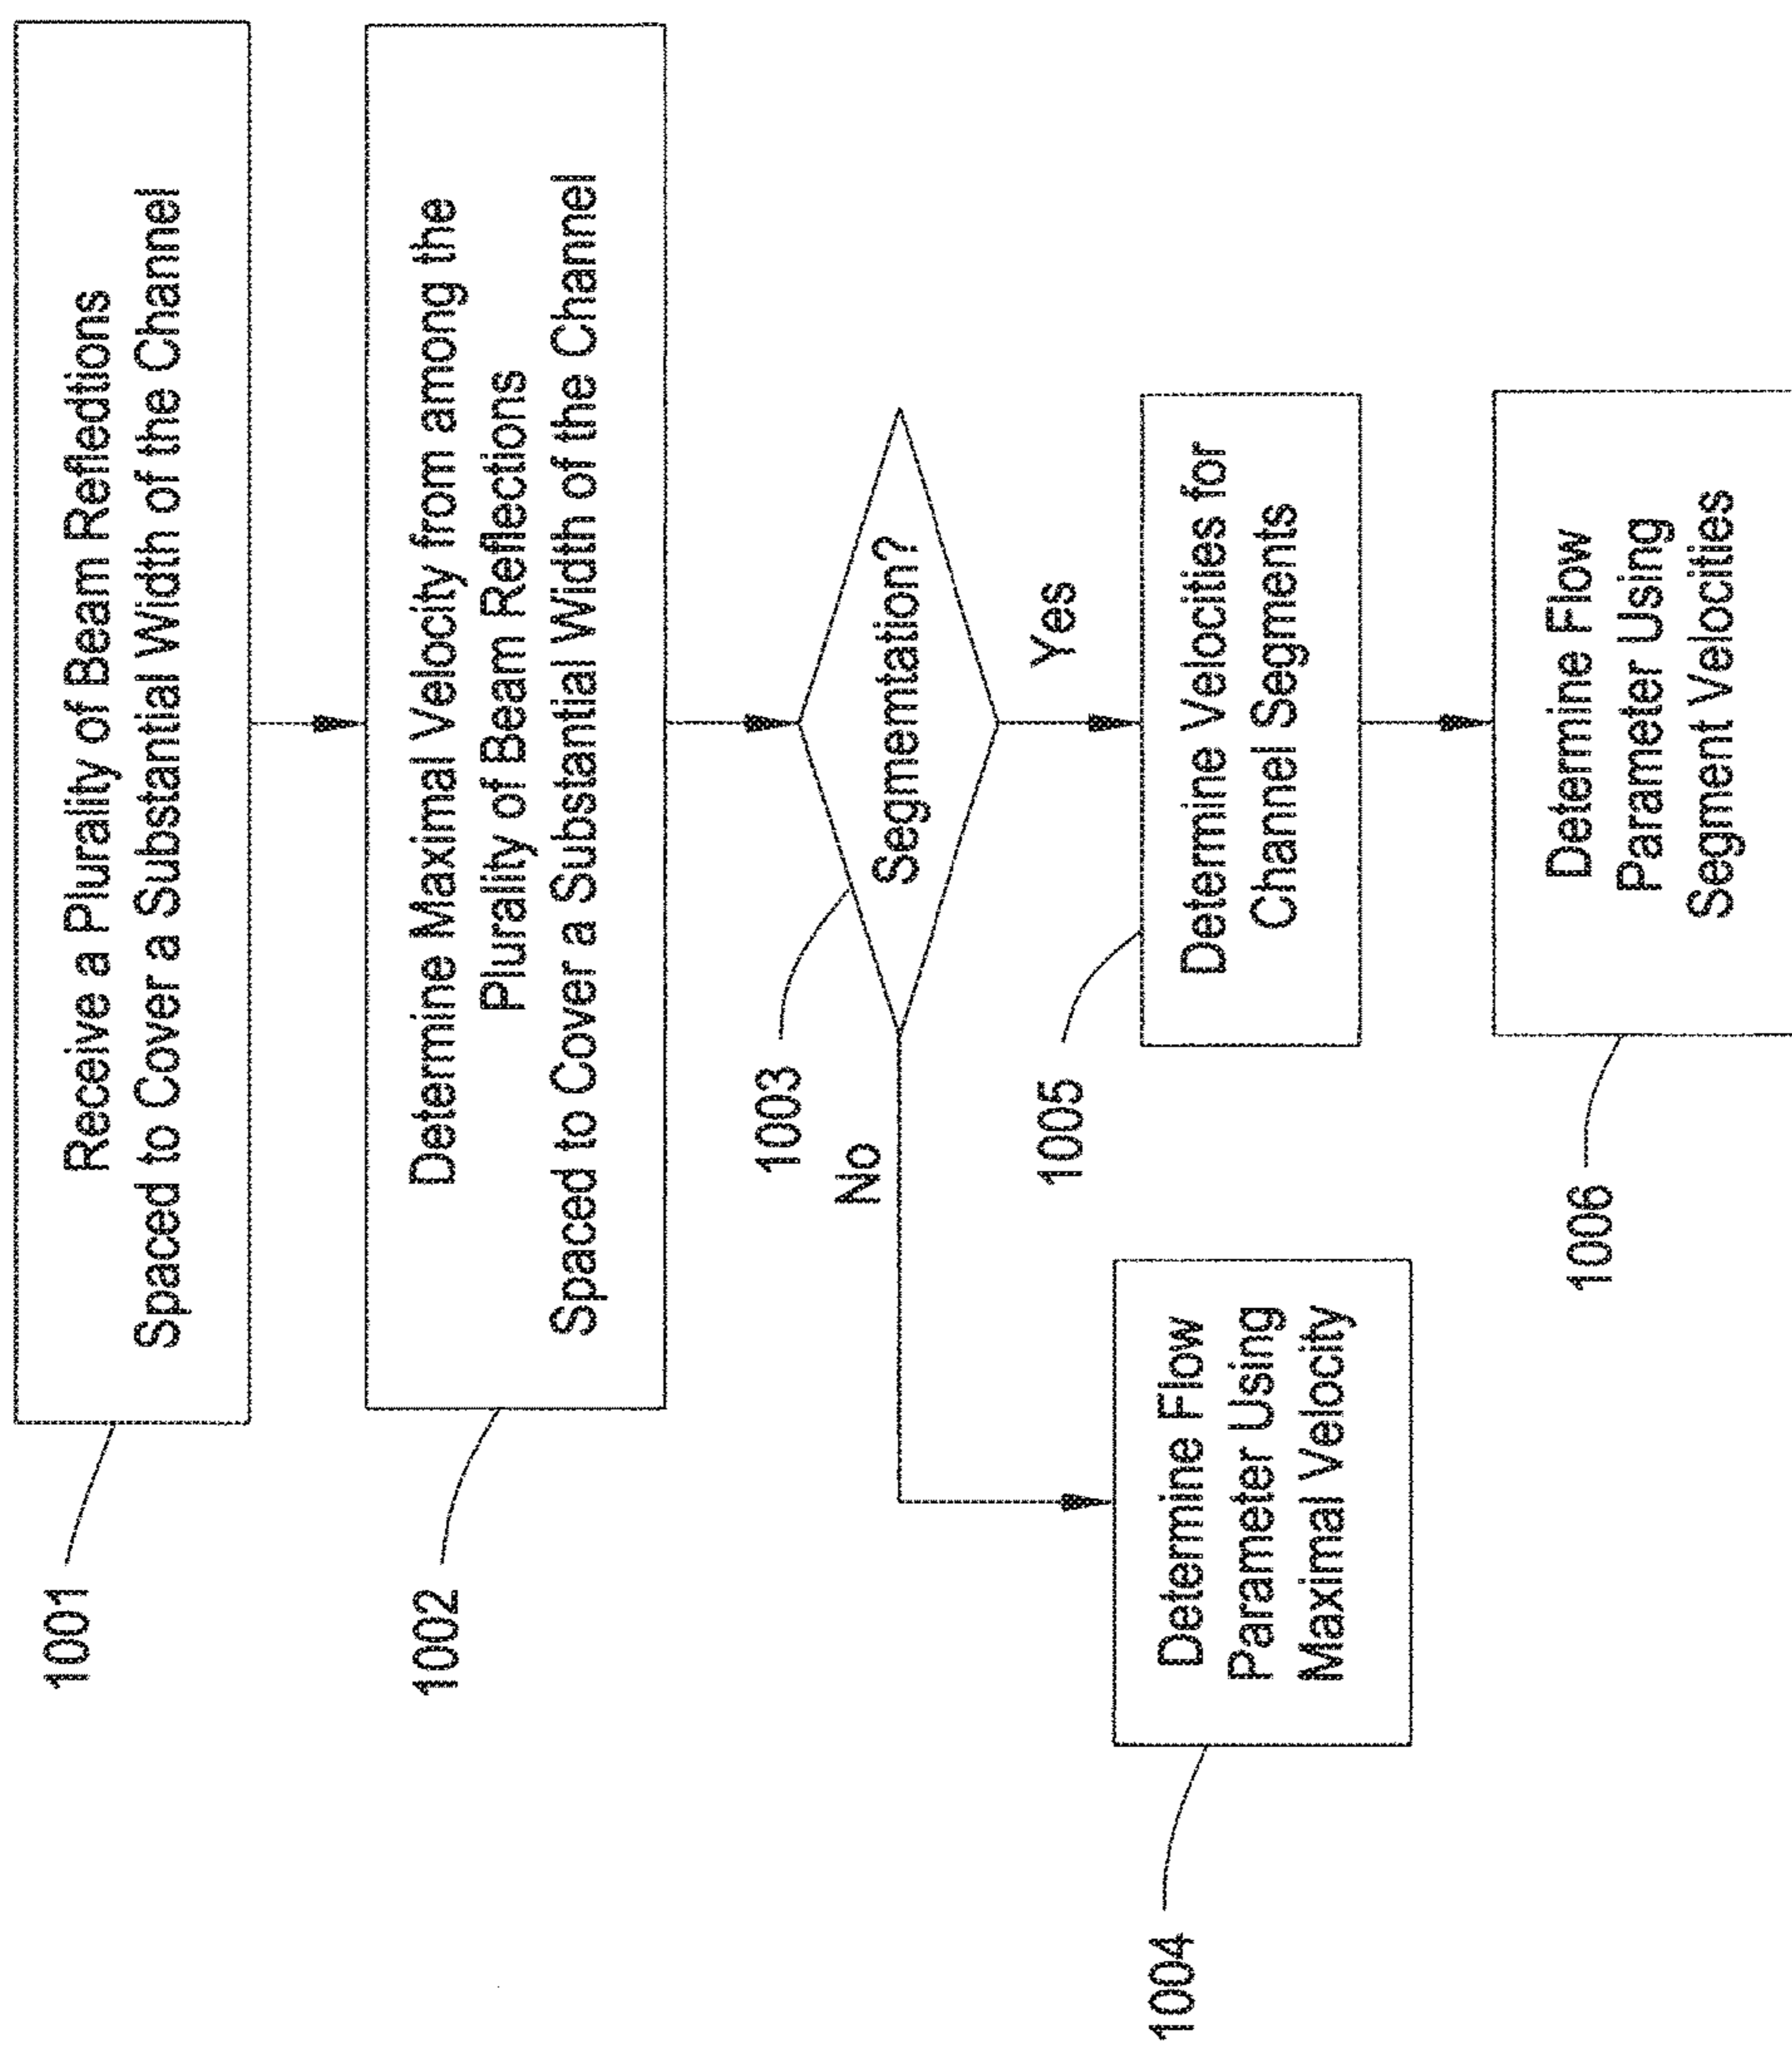 1001
Receive a Plurality of Beam Refledtions
Spaced to Cover a Substantial Width of the Channel
1002
Determine Maximal Velocity from among the
Plurality of Beam Reflections
Spaced to Cover a Substantial Width of the Channel
1003
Segmentation?
No
Yes
1004
Determine Flow
Parameter Using
Maximal Velocity
1005
Determine Velocities for
Channel Segments
1006
Determine Flow
Parameter Using
Segment Velocities